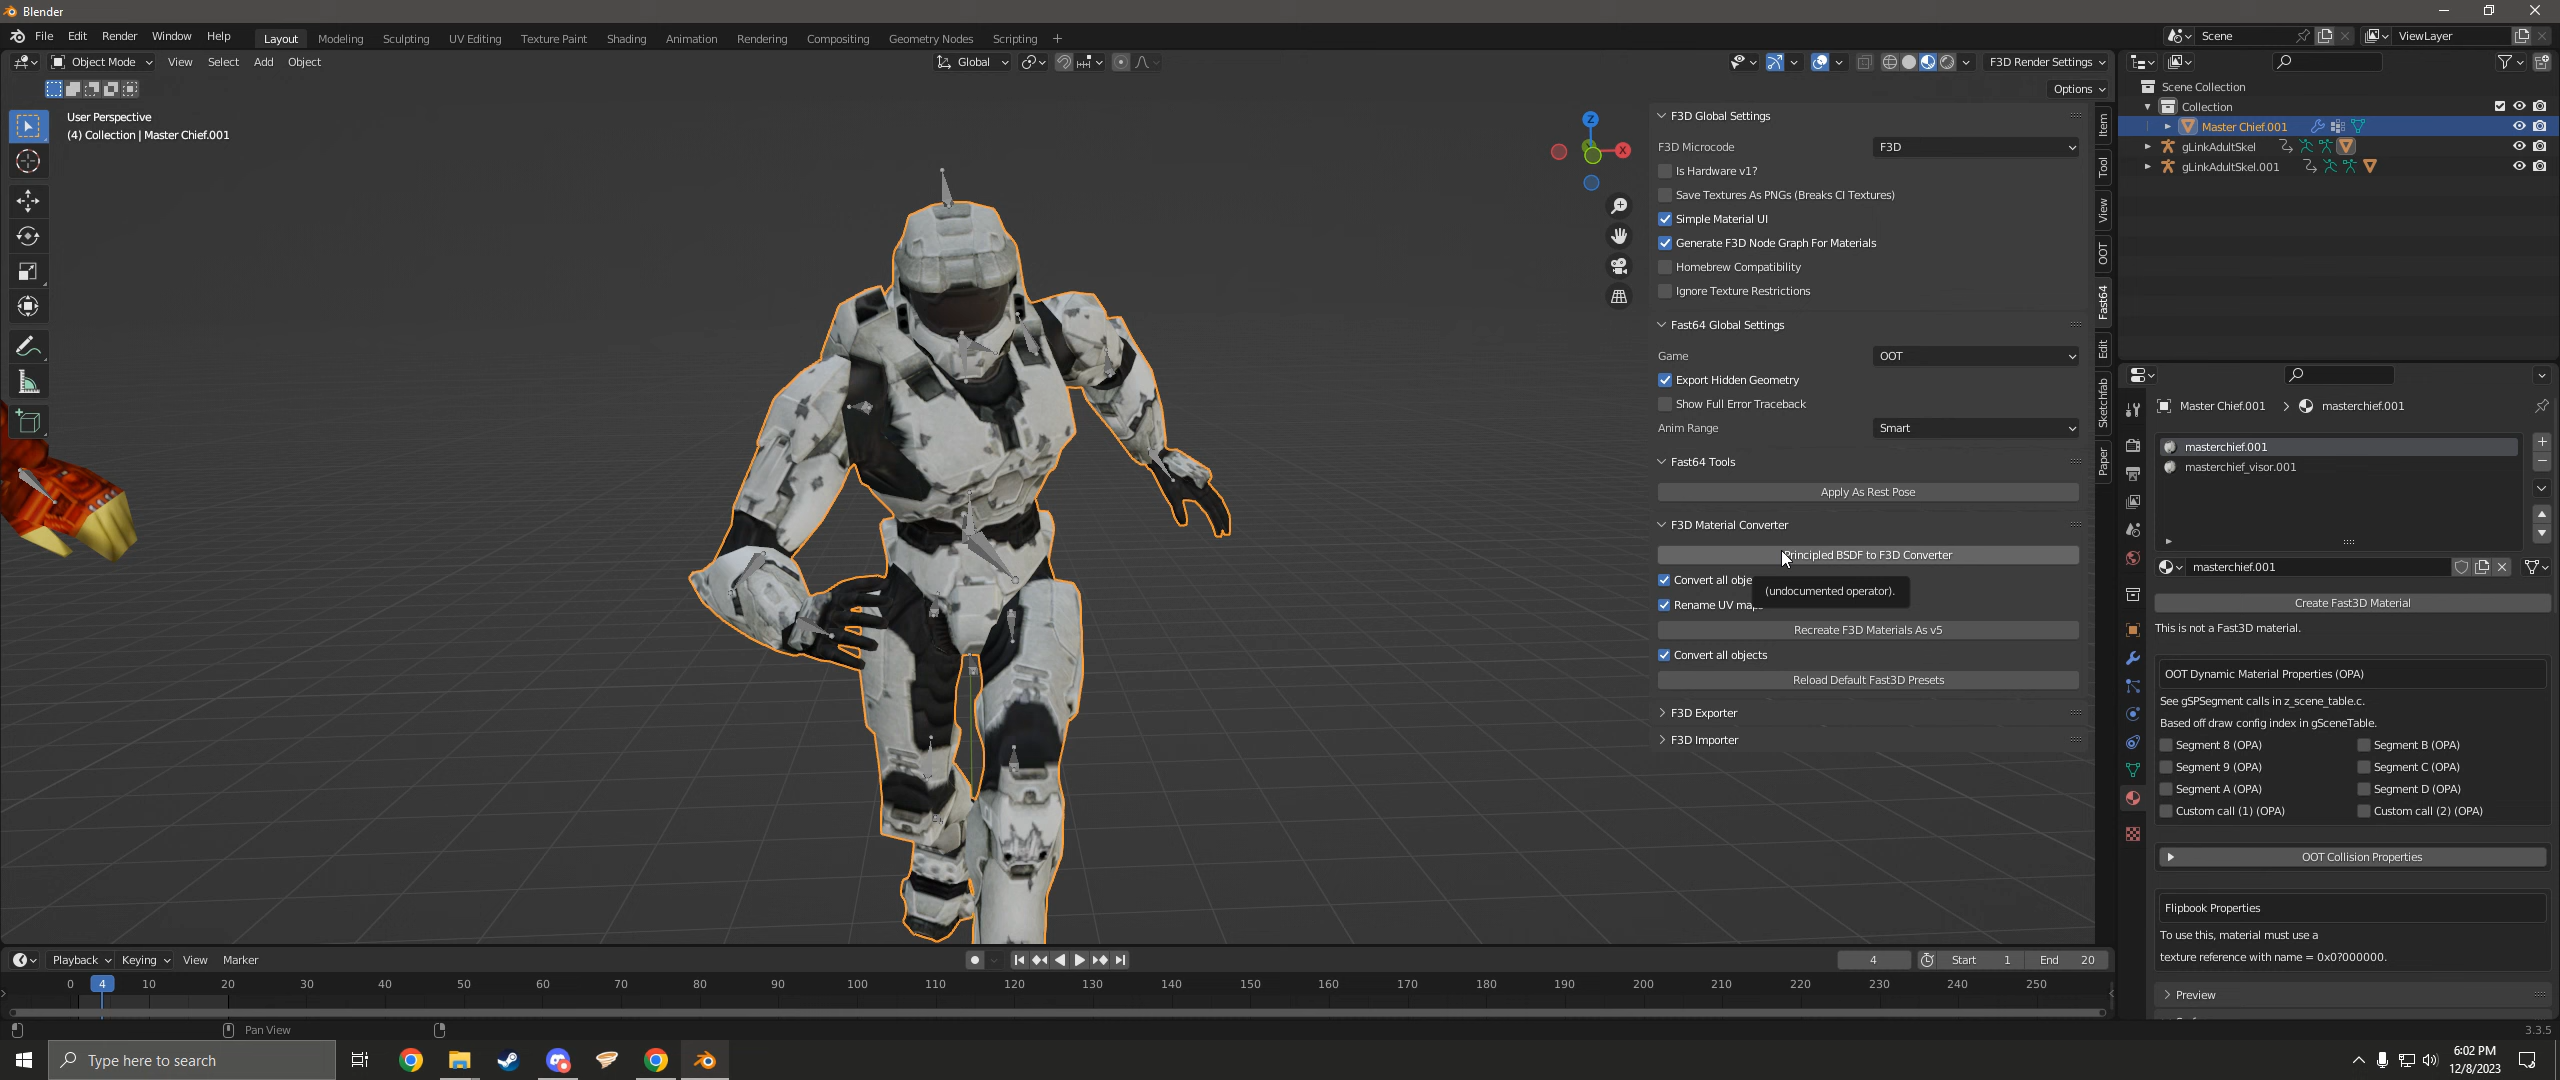 Blender
File Edit Render Window Help
Layout Modeling Sculpting UV Editing Texture Paint Shading Animation Rendering Compositing Geometry Nodes Scripting +
Scene
ViewLayer
Object Mode View Select Add Object
Global
F3D Render Settings
Options
User Perspective
(4) Collection | Master Chief.001
Z
X
F3D Global Settings
F3D Microcode F3D
Is Hardware v1?
Save Textures As PNGs (Breaks CI Textures)
Simple Material UI
Generate F3D Node Graph For Materials
Homebrew Compatibility
Ignore Texture Restrictions
Fast64 Global Settings
Game OOT
Export Hidden Geometry
Show Full Error Traceback
Anim Range Smart
Fast64 Tools
Apply As Rest Pose
F3D Material Converter
Principled BSDF to F3D Converter
Convert all obje
(undocumented operator).
Rename UV maps
Recreate F3D Materials As v5
Convert all objects
Reload Default Fast3D Presets
F3D Exporter
F3D Importer
Item
Tool
View
OOT
Fast64
Edit
Sketchfab
Paper
Scene Collection
Collection
Master Chief.001
gLinkAdultSkel
gLinkAdultSkel.001
Master Chief.001 > masterchief.001
masterchief.001
masterchief_visor.001
masterchief.001
Create Fast3D Material
This is not a Fast3D material.
OOT Dynamic Material Properties (OPA)
See gSPSegment calls in z_scene_table.c.
Based off draw config index in gSceneTable.
Segment 8 (OPA) Segment B (OPA)
Segment 9 (OPA) Segment C (OPA)
Segment A (OPA) Segment D (OPA)
Custom call (1) (OPA) Custom call (2) (OPA)
OOT Collision Properties
Flipbook Properties
To use this, material must use a
texture reference with name = 0x0?000000.
Preview
Playback Keying View Marker
4
Start 1
End 20
0 4 10 20 30 40 50 60 70 80 90 100 110 120 130 140 150 160 170 180 190 200 210 220 230 240 250
Pan View
3.3.5
Type here to search
6:02 PM
12/8/2023